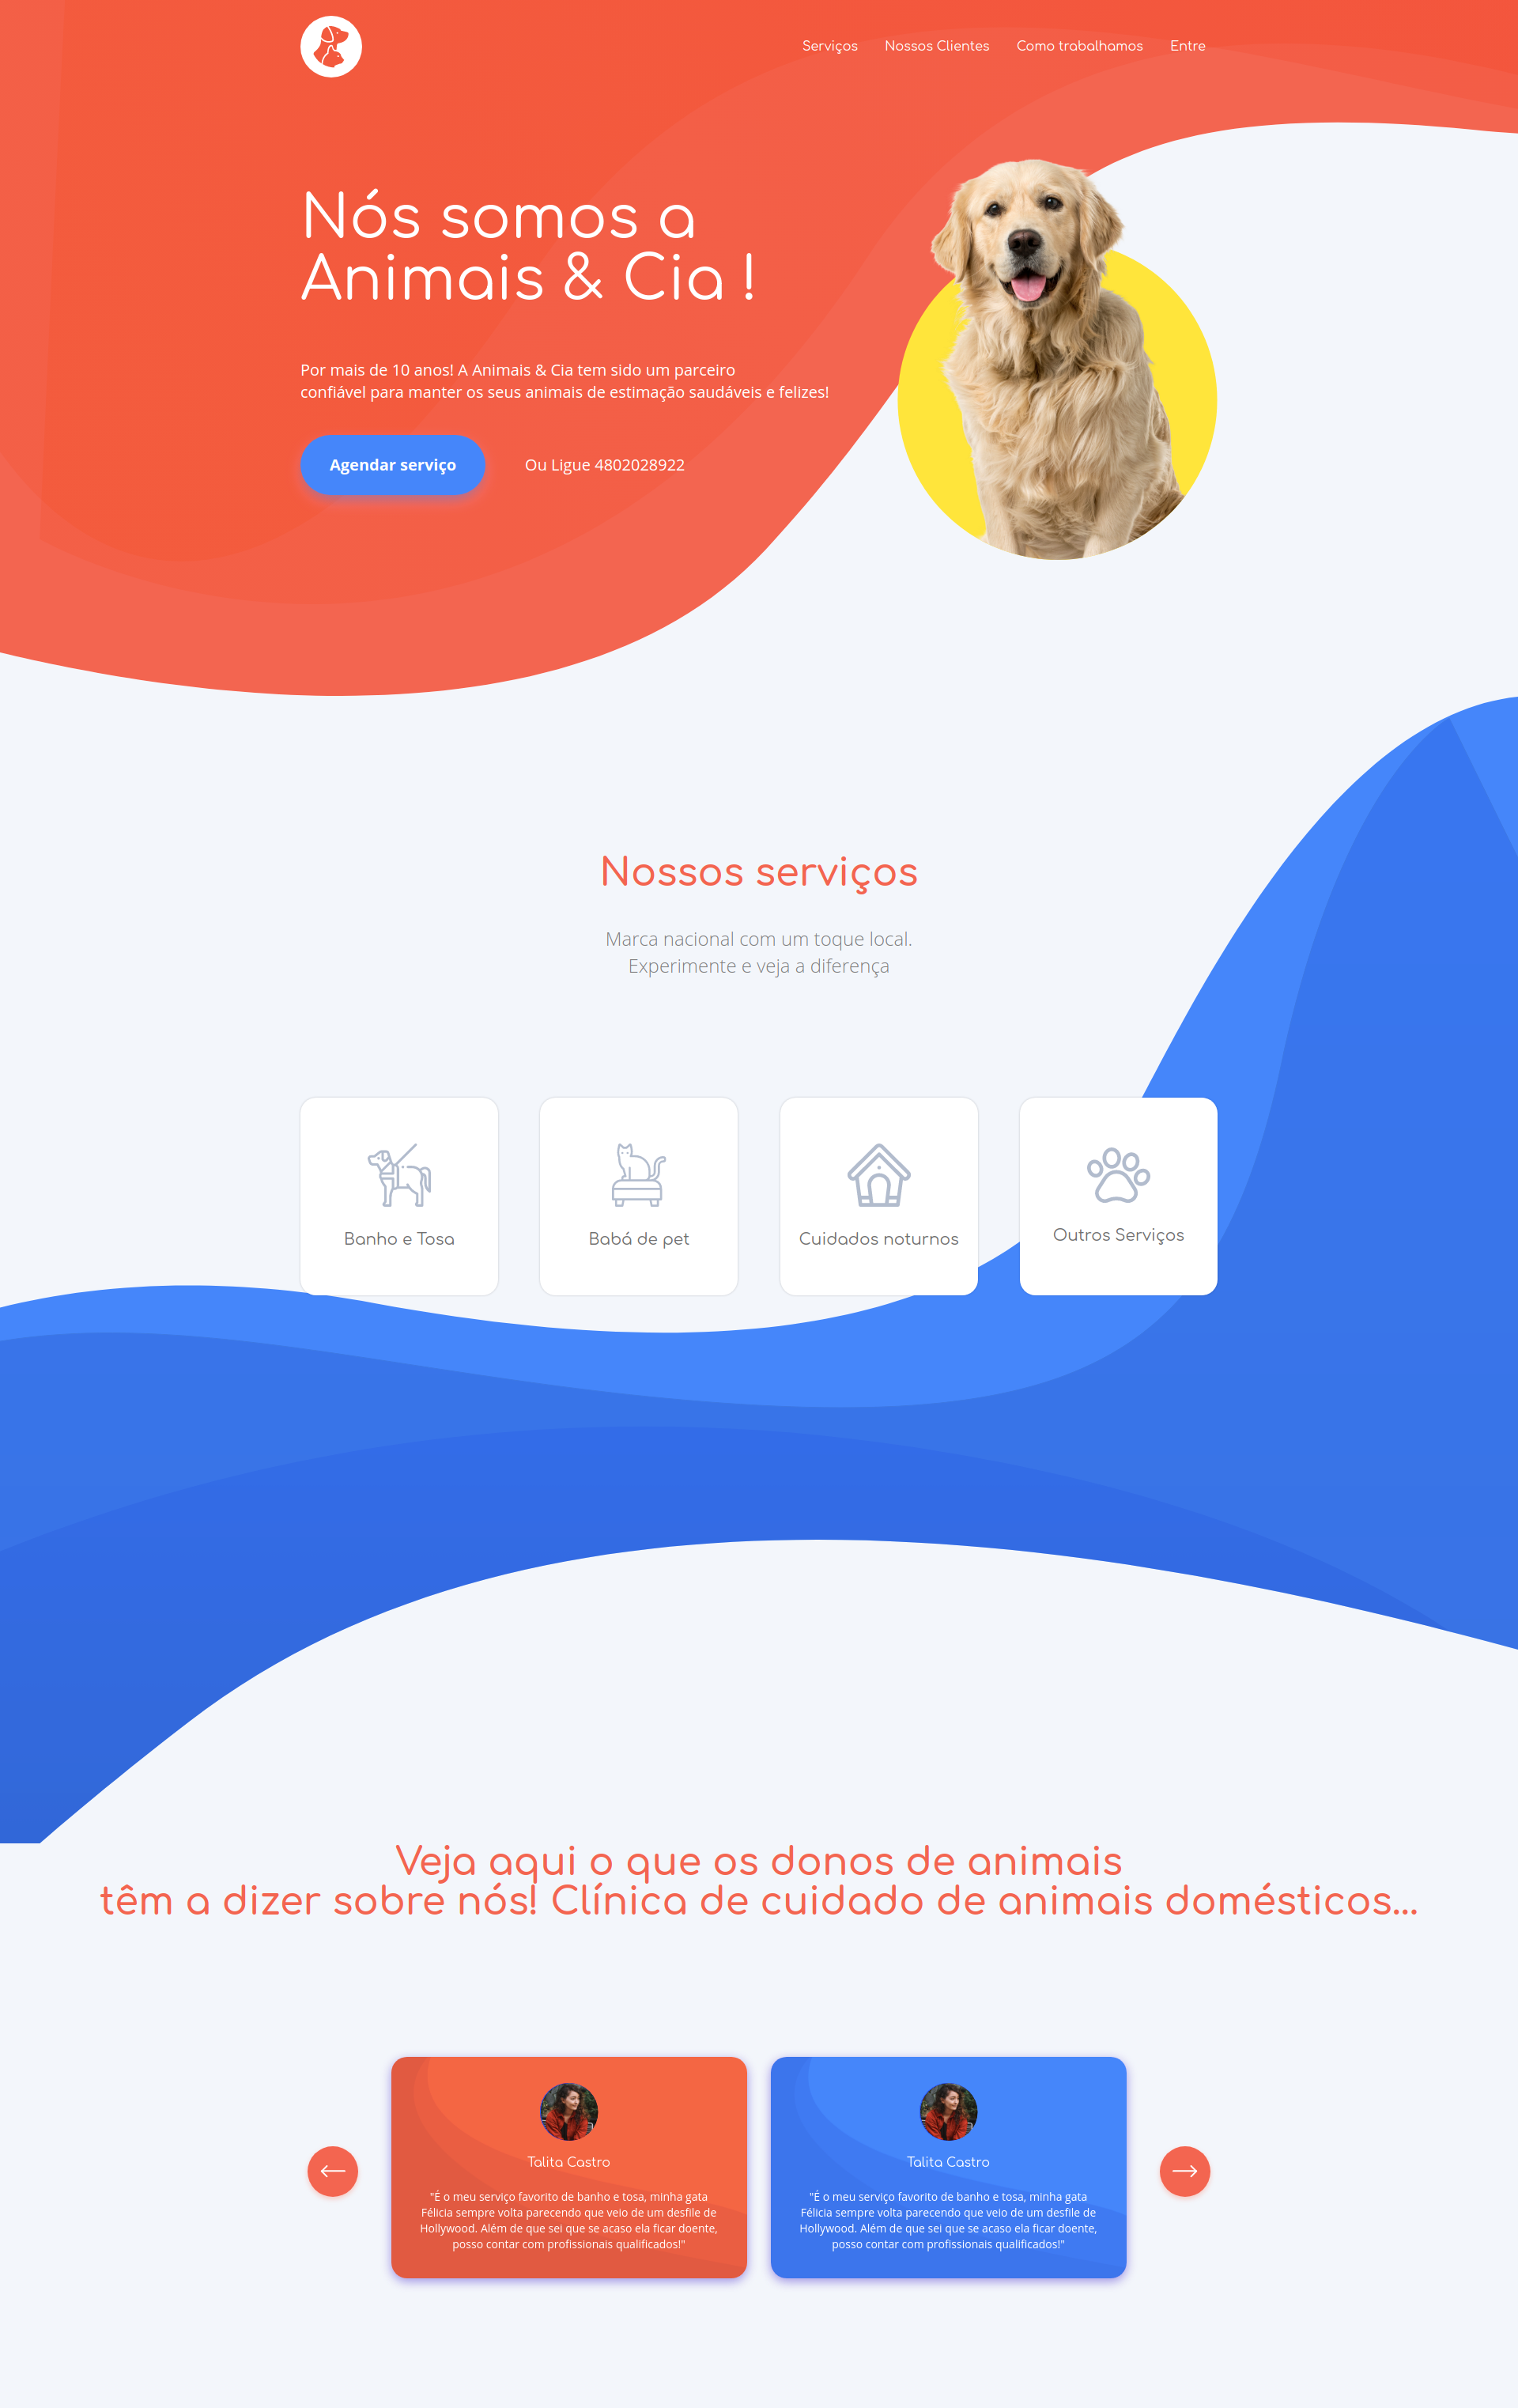 Serviços
Nossos Clientes
Como trabalhamos
Entre
Nós somos a
Animais & Cia !
Por mais de 10 anos! A Animais & Cia tem sido um parceiro
confiável para manter os seus animais de estimação saudáveis e felizes!
Agendar serviço
Ou Ligue 4802028922
Nossos serviços
Marca nacional com um toque local.
Experimente e veja a diferença
Banho e Tosa
Babá de pet
Cuidados noturnos
Outros Serviços
Veja aqui o que os donos de animais
têm a dizer sobre nós! Clínica de cuidado de animais domésticos...
Talita Castro
"É o meu serviço favorito de banho e tosa, minha gata
Félicia sempre volta parecendo que veio de um desfile de
Hollywood. Além de que sei que se acaso ela ficar doente,
posso contar com profissionais qualificados!"
Talita Castro
"É o meu serviço favorito de banho e tosa, minha gata
Félicia sempre volta parecendo que veio de um desfile de
Hollywood. Além de que sei que se acaso ela ficar doente,
posso contar com profissionais qualificados!"